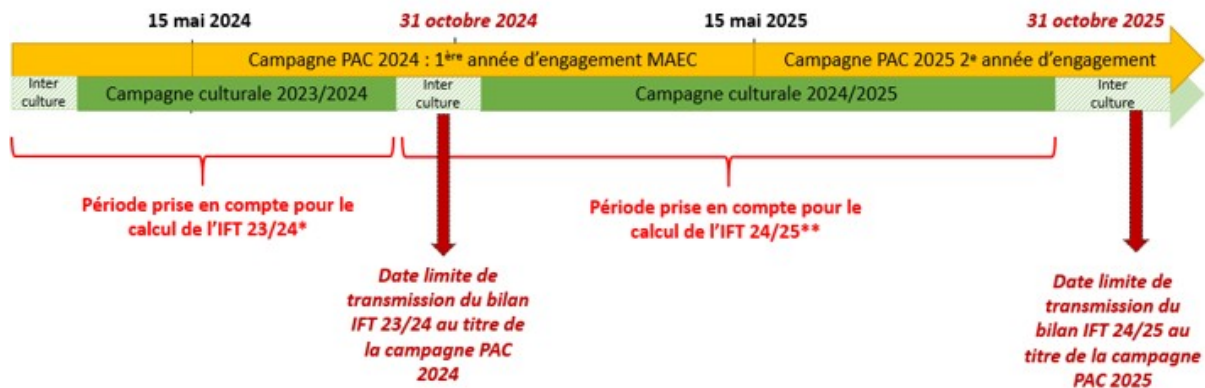 15 mai 2024
31 octobre 2024
15 mai 2025
31 octobre 2025
Campagne PAC 2024 : 1ère année d’engagement MAEC
Campagne PAC 2025 2e année d’engagement
Inter
culture
Campagne culturale 2023/2024
Inter
culture
Campagne culturale 2024/2025
Inter
culture
Période prise en compte pour le
calcul de l’IFT 23/24*
Période prise en compte pour le
calcul de l’IFT 24/25**
Date limite de
transmission du bilan
IFT 23/24 au titre de
la campagne PAC
2024
Date limite de
transmission du
bilan IFT 24/25 au
titre de la campagne
PAC 2025